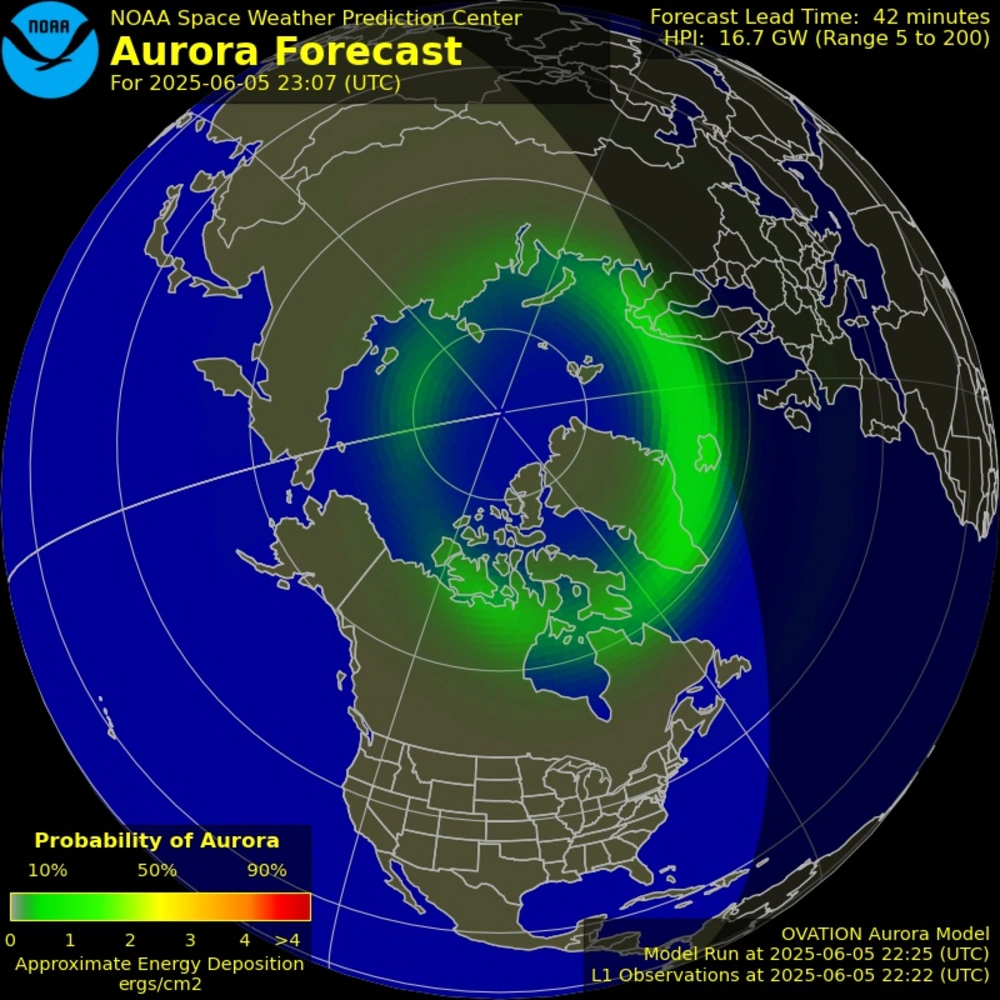 NOAA
NOAA Space Weather Prediction Center
Aurora Forecast
For 2025-06-05 23:07 (UTC)
Forecast Lead Time: 42 minutes
HPI: 16.7 GW (Range 5 to 200)
Probability of Aurora
10% 50% 90%
0 1 2 3 4 >4
Approximate Energy Deposition
ergs/cm2
OVATION Aurora Model
Model Run at 2025-06-05 22:25 (UTC)
L1 Observations at 2025-06-05 22:22 (UTC)